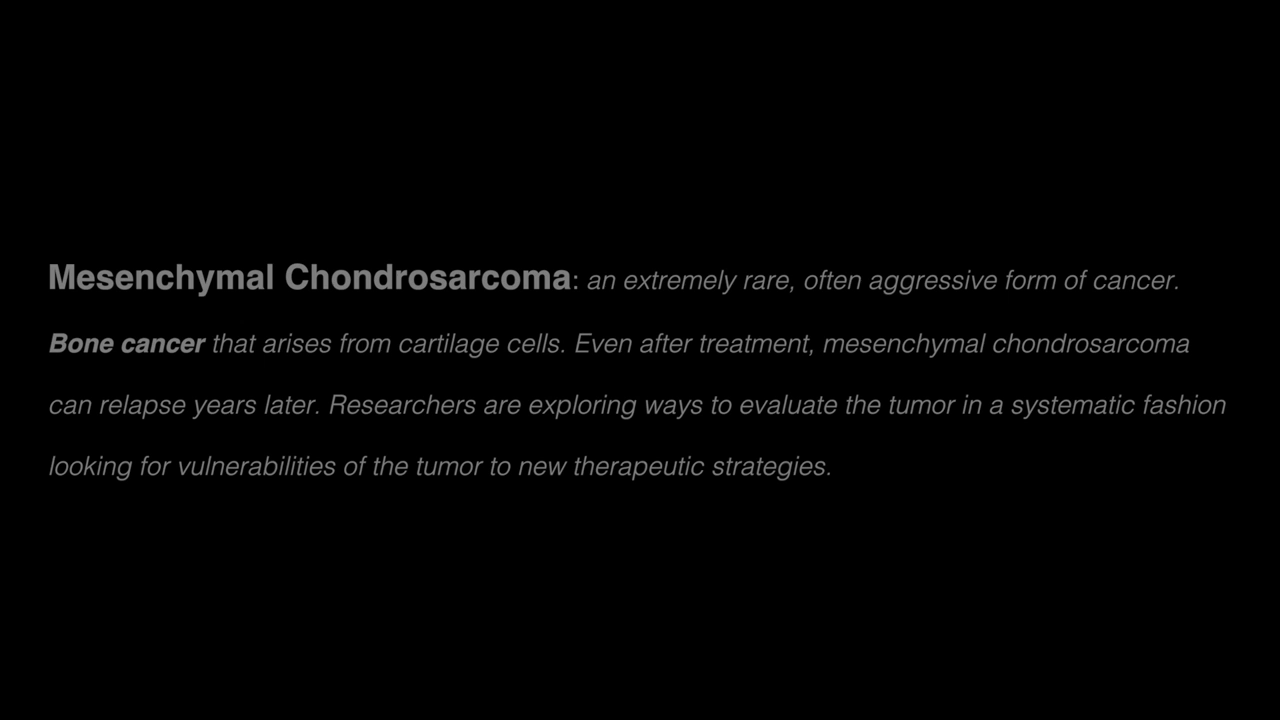 Mesenchymal Chondrosarcoma: an extremely rare, often aggressive form of cancer.
Bone cancer that arises from cartilage cells. Even after treatment, mesenchymal chondrosarcoma
can relapse years later. Researchers are exploring ways to evaluate the tumor in a systematic fashion
looking for vulnerabilities of the tumor to new therapeutic strategies.